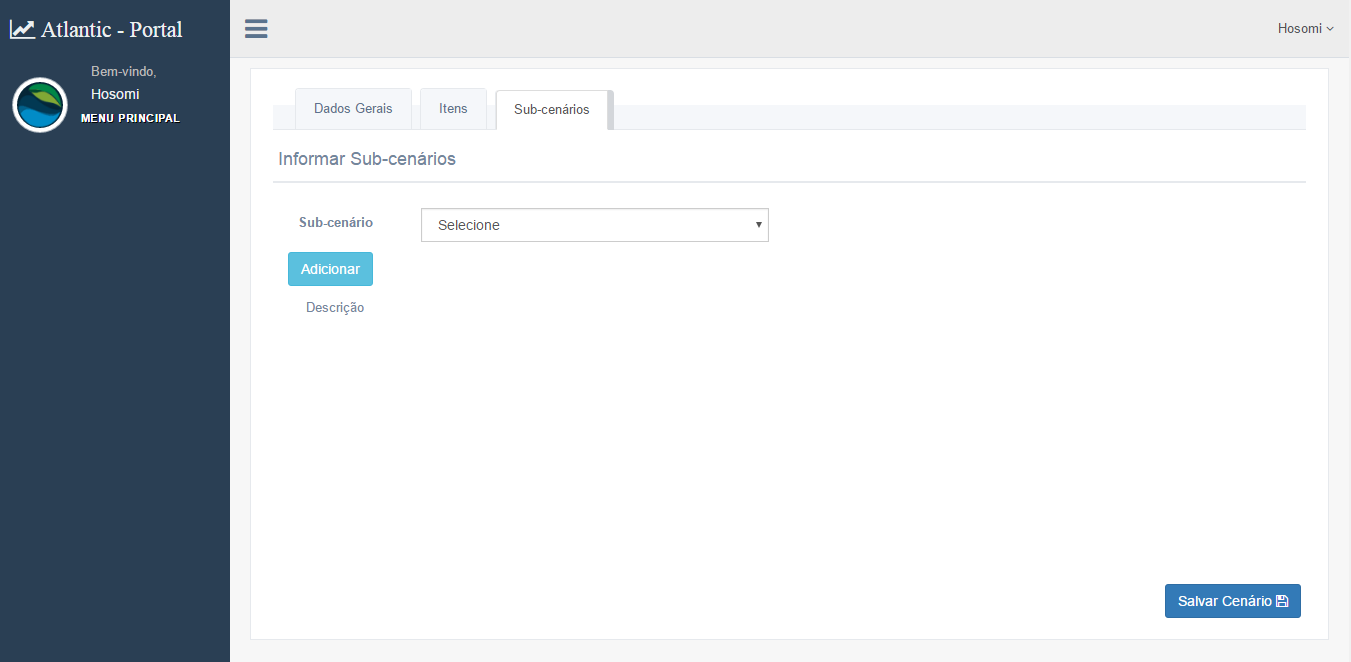 Atlantic - Portal
Bem-vindo,
Hosomi
MENU PRINCIPAL
Hosomi
Dados Gerais
Itens
Sub-cenários
Informar Sub-cenários
Sub-cenário
Selecione
Adicionar
Descrição
Salvar Cenário